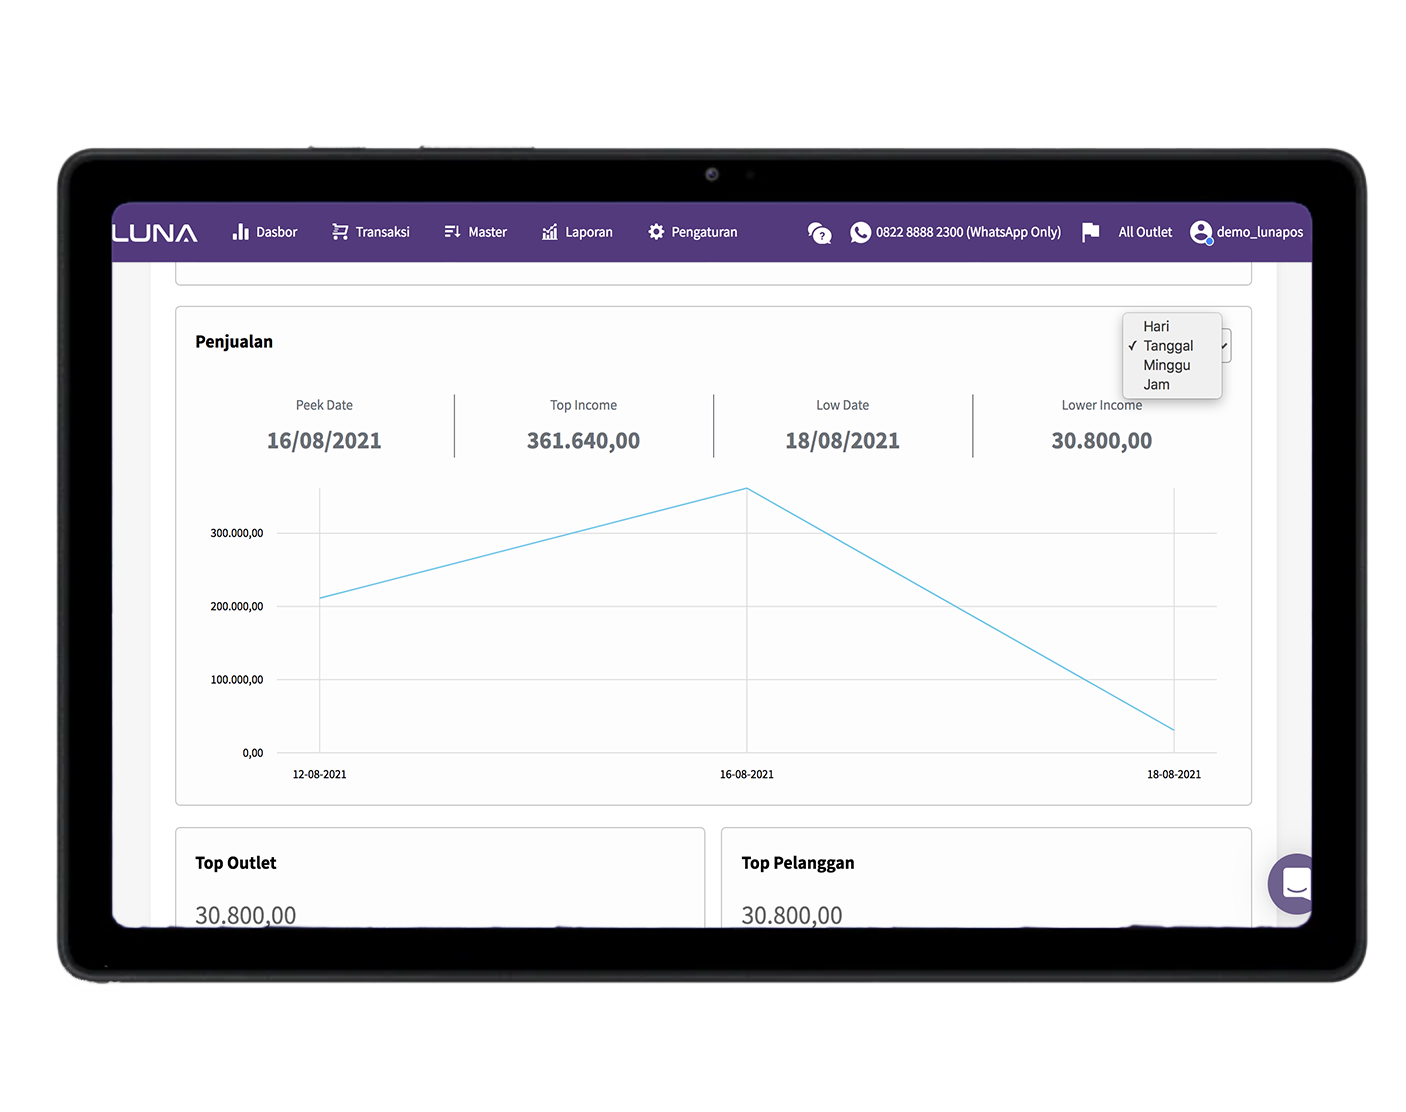 LUNA Dasbor Transaksi Master Laporan Pengaturan ? 0822 8888 2300 (WhatsApp Only) All Outlet demo_lunapos
Penjualan
Hari
✓ Tanggal
Minggu
Jam
Peek Date Top Income Low Date Lower Income
16/08/2021 361.640,00 18/08/2021 30.800,00
300.000,00
200.000,00
100.000,00
0,00
12-08-2021 16-08-2021 18-08-2021
Top Outlet Top Pelanggan
30.800,00 30.800,00